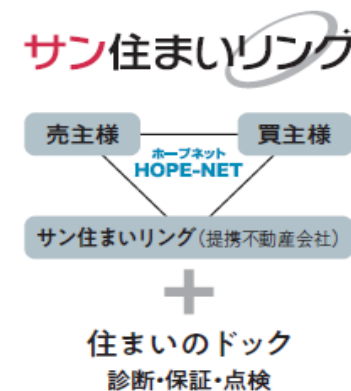 サン住まいリング
売主様 買主様
ホープネット
HOPE-NET
サン住まいリング(提携不動産会社)
+
住まいのドック
診断・保証・点検